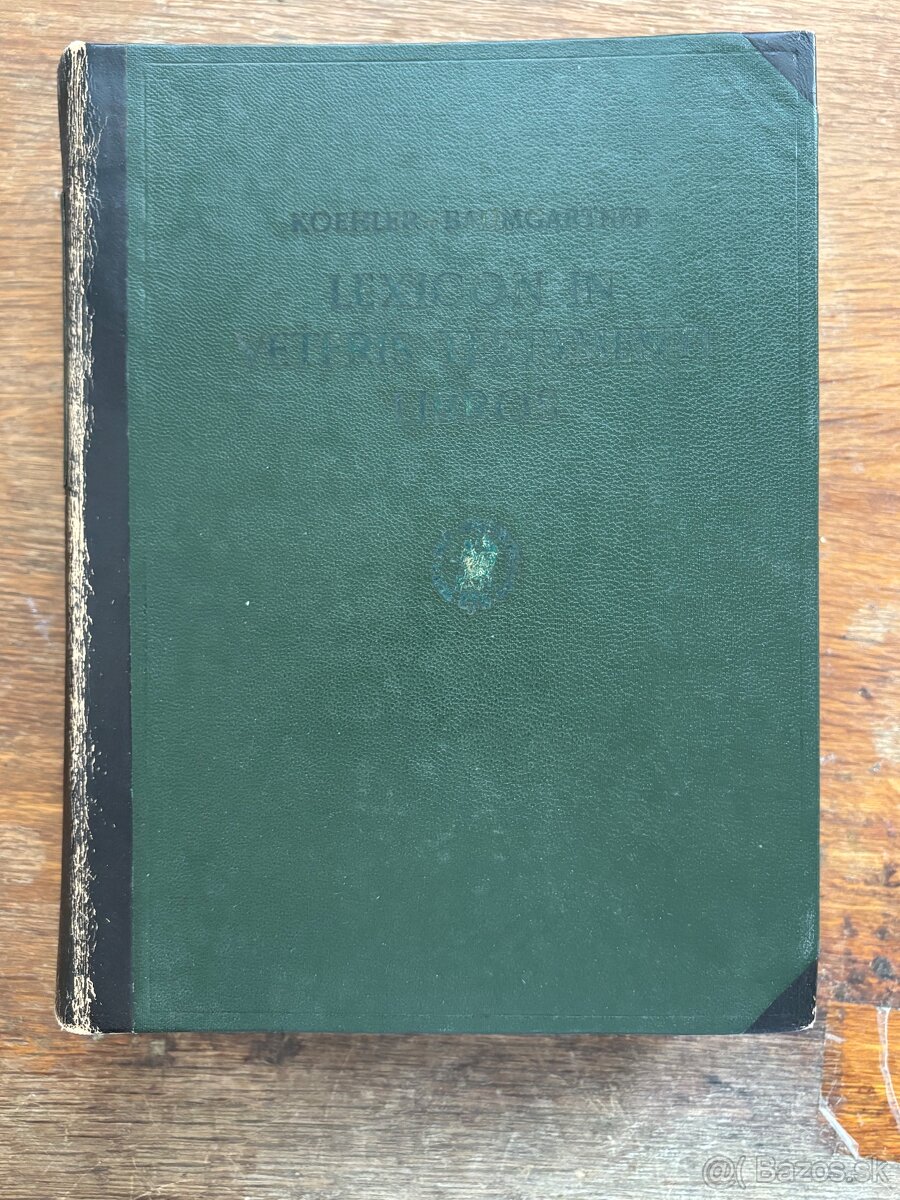 KOEHLER-BAUMGARTNER
LEXICON IN
VETERIS TESTAMENTI
LIBROS
@( Bazos.sk